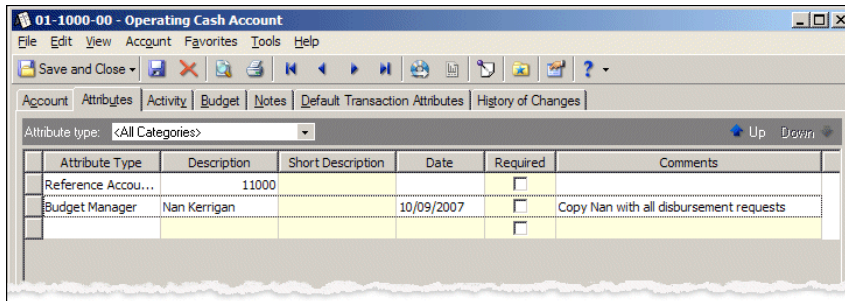 01-1000-00 - Operating Cash Account
File Edit View Account Favorites Tools Help
Save and Close ?
Account Attributes Activity Budget Notes Default Transaction Attributes History of Changes
Attribute type: <All Categories> Up Down
Attribute Type Description Short Description Date Required Comments
Reference Accou... 11000
Budget Manager Nan Kerrigan 10/09/2007 Copy Nan with all disbursement requests